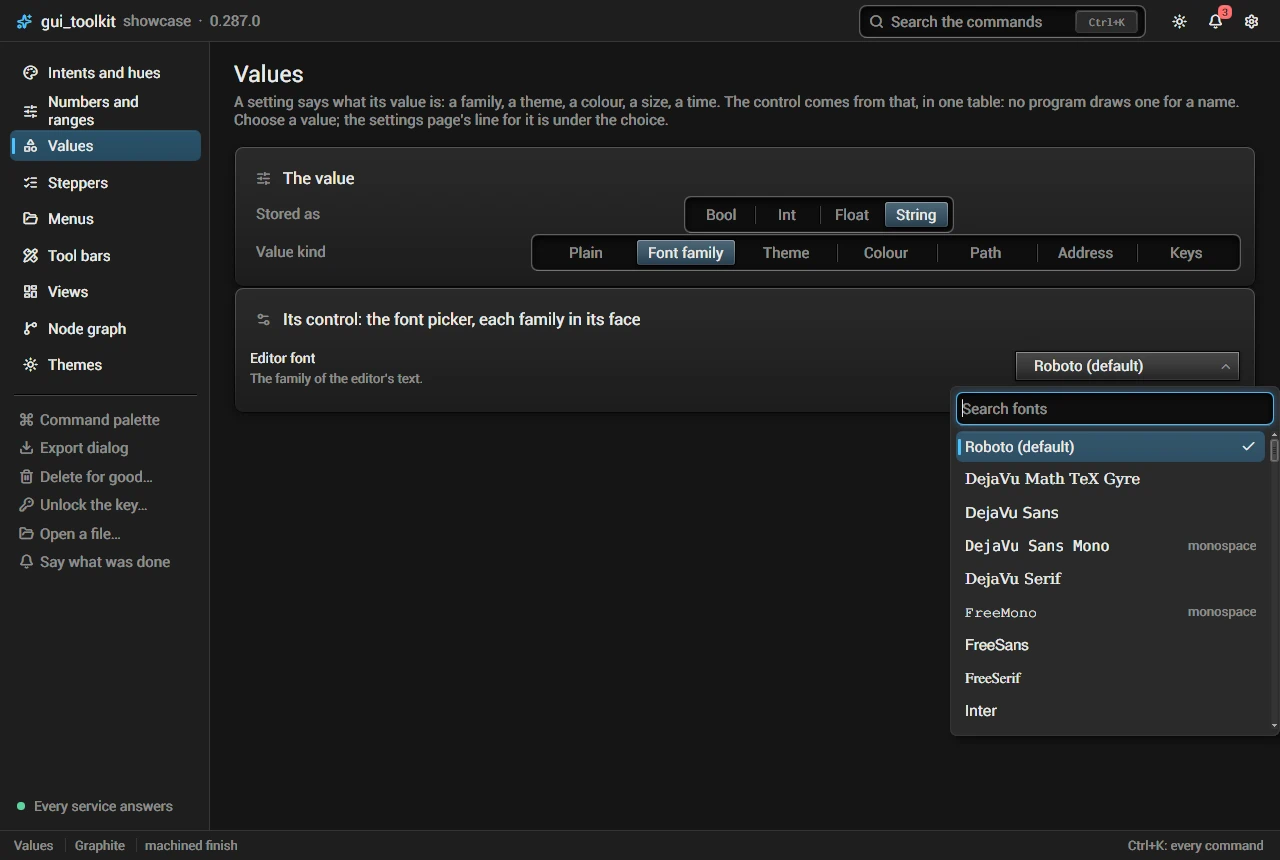 gui_toolkit showcase · 0.287.0
Search the commands Ctrl+K
3
Intents and hues
Numbers and
ranges
Values
Steppers
Menus
Tool bars
Views
Node graph
Themes
Command palette
Export dialog
Delete for good...
Unlock the key...
Open a file...
Say what was done
Every service answers
Values
A setting says what its value is: a family, a theme, a colour, a size, a time. The control comes from that, in one table: no program draws one for a name.
Choose a value; the settings page's line for it is under the choice.
The value
Stored as Bool Int Float String
Value kind Plain Font family Theme Colour Path Address Keys
Its control: the font picker, each family in its face
Editor font
The family of the editor's text.
Roboto (default)
Search fonts
Roboto (default)
DejaVu Math TeX Gyre
DejaVu Sans
DejaVu Sans Mono monospace
DejaVu Serif
FreeMono monospace
FreeSans
FreeSerif
Inter
Values Graphite machined finish Ctrl+K: every command